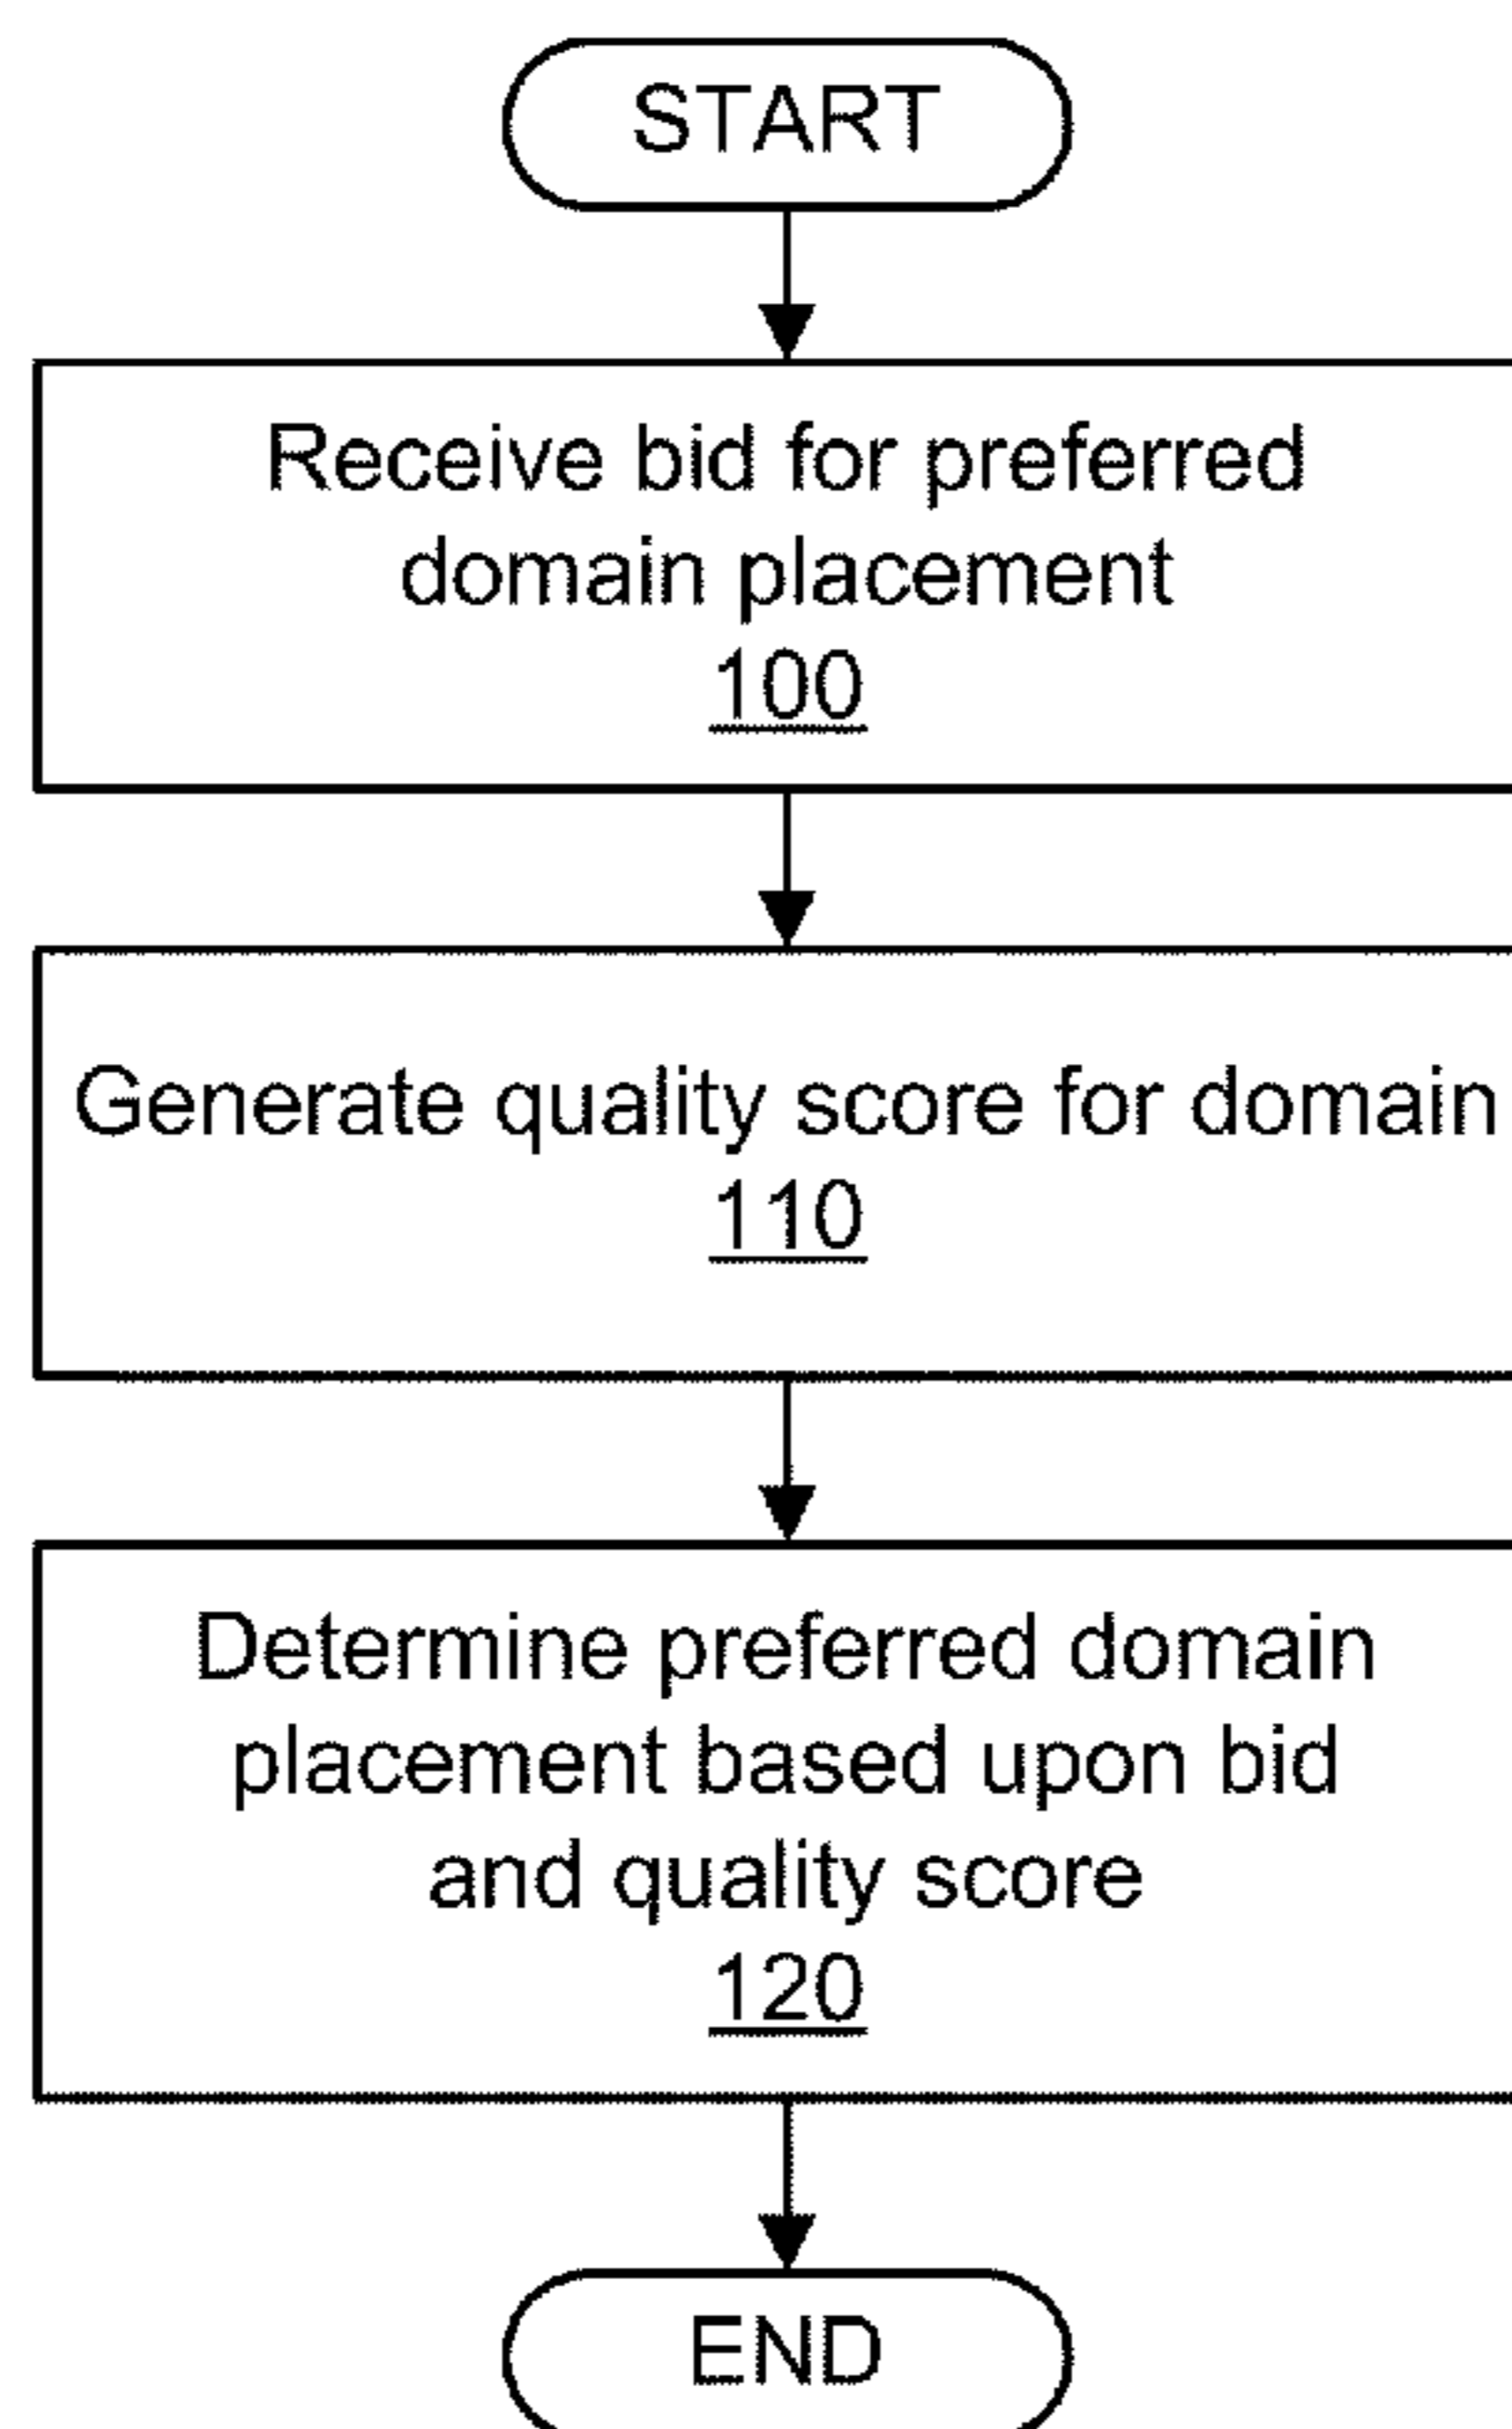 START
Receive bid for preferred
domain placement
100
Generate quality score for domain
110
Determine preferred domain
placement based upon bid
and quality score
120
END